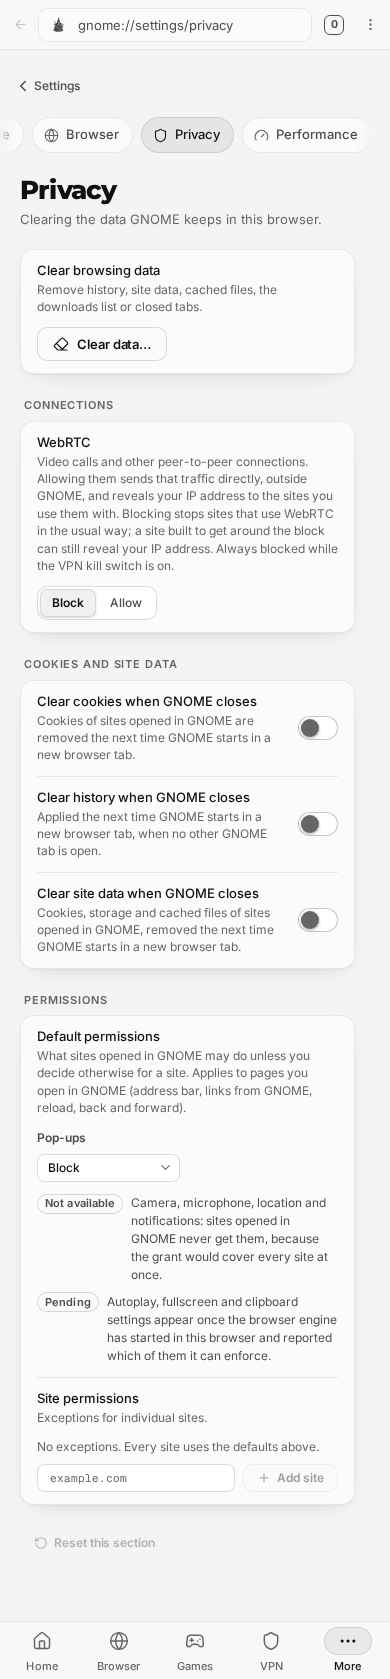 gnome://settings/privacy
0
Settings
e
Browser
Privacy
Performance
Privacy
Clearing the data GNOME keeps in this browser.
Clear browsing data
Remove history, site data, cached files, the
downloads list or closed tabs.
Clear data...
CONNECTIONS
WebRTC
Video calls and other peer-to-peer connections.
Allowing them sends that traffic directly, outside
GNOME, and reveals your IP address to the sites you
use them with. Blocking stops sites that use WebRTC
in the usual way; a site built to get around the block
can still reveal your IP address. Always blocked while
the VPN kill switch is on.
Block
Allow
COOKIES AND SITE DATA
Clear cookies when GNOME closes
Cookies of sites opened in GNOME are
removed the next time GNOME starts in a
new browser tab.
Clear history when GNOME closes
Applied the next time GNOME starts in a
new browser tab, when no other GNOME
tab is open.
Clear site data when GNOME closes
Cookies, storage and cached files of sites
opened in GNOME, removed the next time
GNOME starts in a new browser tab.
PERMISSIONS
Default permissions
What sites opened in GNOME may do unless you
decide otherwise for a site. Applies to pages you
open in GNOME (address bar, links from GNOME,
reload, back and forward).
Pop-ups
Block
Not available
Camera, microphone, location and
notifications: sites opened in
GNOME never get them, because
the grant would cover every site at
once.
Pending
Autoplay, fullscreen and clipboard
settings appear once the browser engine
has started in this browser and reported
which of them it can enforce.
Site permissions
Exceptions for individual sites.
No exceptions. Every site uses the defaults above.
example.com
Add site
Reset this section
Home
Browser
Games
VPN
More